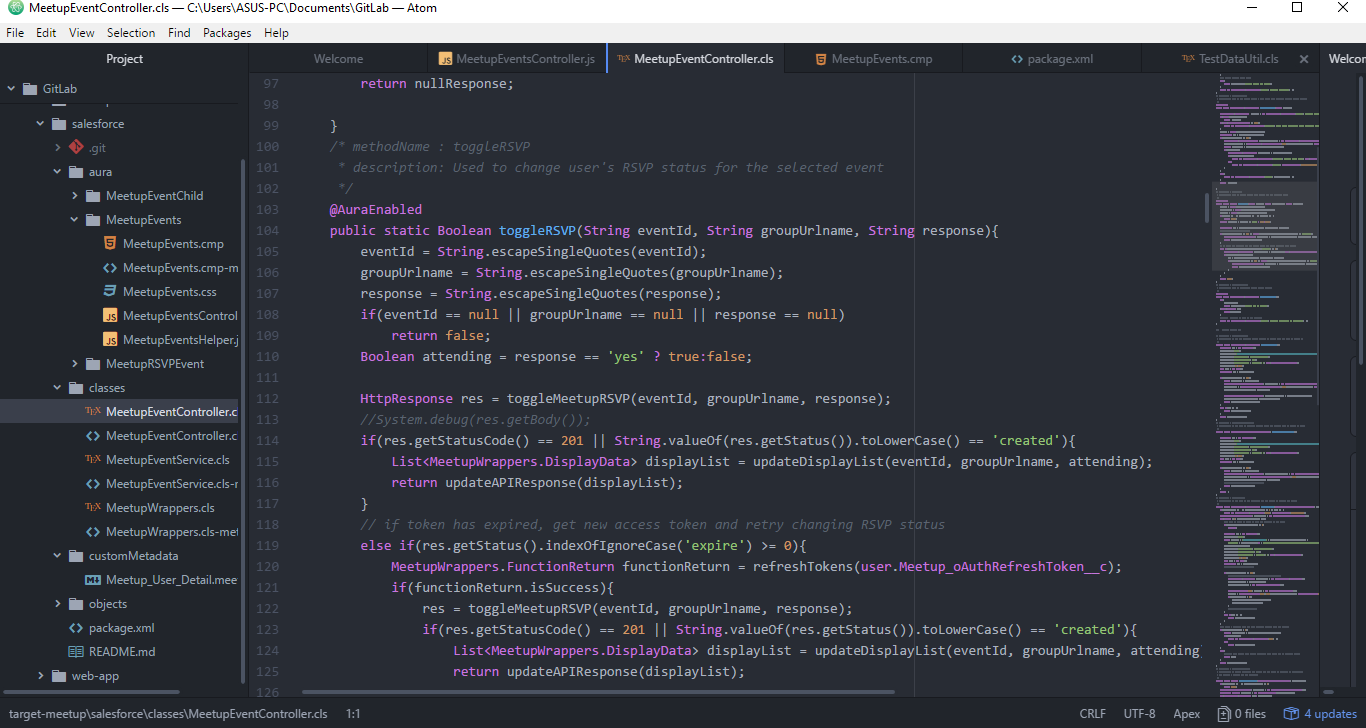 MeetupEventController.cls — C:\Users\ASUS-PC\Documents\GitLab — Atom
File Edit View Selection Find Packages Help
Project
Welcome
MeetupEventsController.js
MeetupEventController.cls
MeetupEvents.cmp
package.xml
TestDataUtil.cls
Welcom
GitLab
salesforce
.git
aura
MeetupEventChild
MeetupEvents
MeetupEvents.cmp
MeetupEvents.cmp-m
MeetupEvents.css
MeetupEventsControl
MeetupEventsHelper.j
MeetupRSVPEvent
classes
MeetupEventController.c
MeetupEventController.c
MeetupEventService.cls
MeetupEventService.cls-r
MeetupWrappers.cls
MeetupWrappers.cls-met
customMetadata
Meetup_User_Detail.mee
objects
package.xml
README.md
web-app
97 return nullResponse;
98
99 }
100 /* methodName : toggleRSVP
101 * description: Used to change user's RSVP status for the selected event
102 */
103 @AuraEnabled
104 public static Boolean toggleRSVP(String eventId, String groupUrlname, String response){
105 eventId = String.escapeSingleQuotes(eventId);
106 groupUrlname = String.escapeSingleQuotes(groupUrlname);
107 response = String.escapeSingleQuotes(response);
108 if(eventId == null || groupUrlname == null || response == null)
109 return false;
110 Boolean attending = response == 'yes' ? true:false;
111
112 HttpResponse res = toggleMeetupRSVP(eventId, groupUrlname, response);
113 //System.debug(res.getBody());
114 if(res.getStatusCode() == 201 || String.valueOf(res.getStatus()).toLowerCase() == 'created'){
115 List<MeetupWrappers.DisplayData> displayList = updateDisplayList(eventId, groupUrlname, attending);
116 return updateAPIResponse(displayList);
117 }
118 // if token has expired, get new access token and retry changing RSVP status
119 else if(res.getStatus().indexOfIgnoreCase('expire') >= 0){
120 MeetupWrappers.FunctionReturn functionReturn = refreshTokens(user.Meetup_oAuthRefreshToken__c);
121 if(functionReturn.isSuccess){
122 res = toggleMeetupRSVP(eventId, groupUrlname, response);
123 if(res.getStatusCode() == 201 || String.valueOf(res.getStatus()).toLowerCase() == 'created'){
124 List<MeetupWrappers.DisplayData> displayList = updateDisplayList(eventId, groupUrlname, attending
125 return updateAPIResponse(displayList);
126
target-meetup\salesforce\classes\MeetupEventController.cls 1:1 CRLF UTF-8 Apex 0 files 4 updates